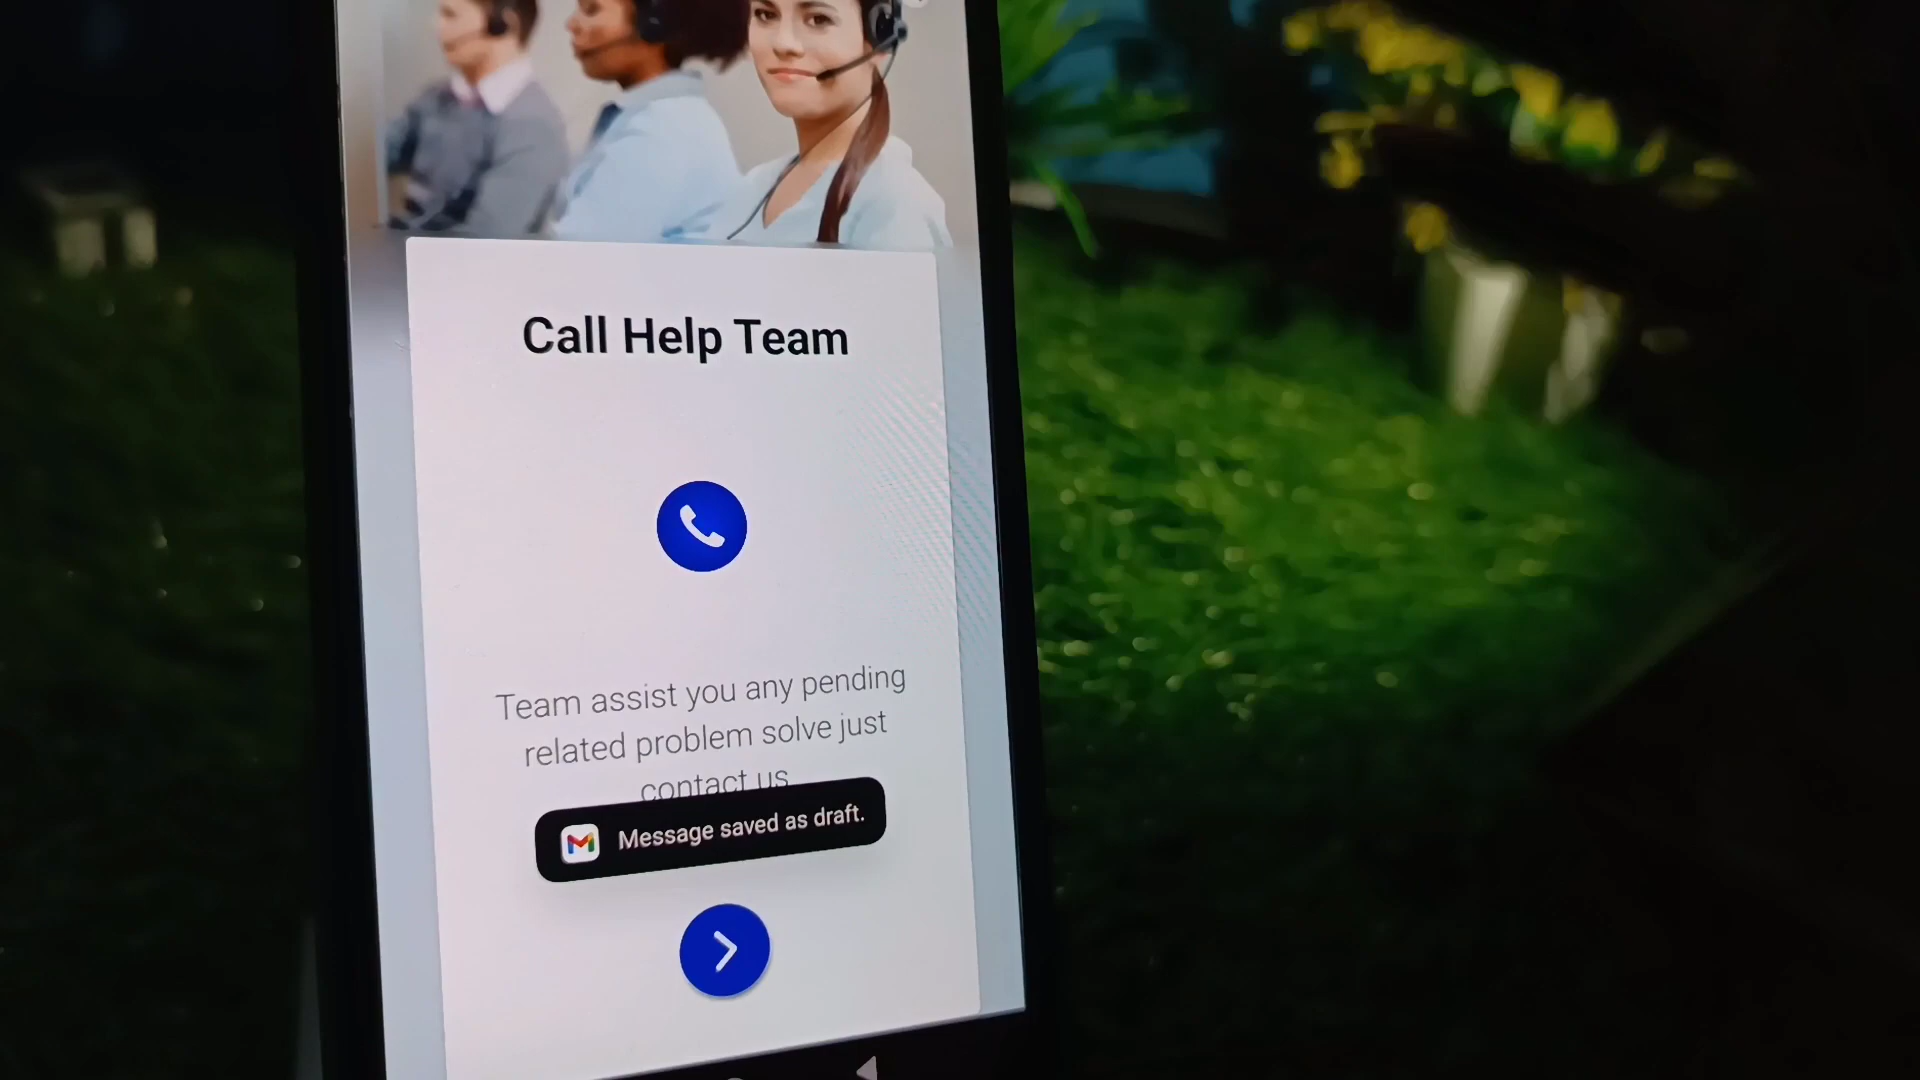 Call Help Team
Team assist you any pending
related problem solve just
contact us
Message saved as draft.